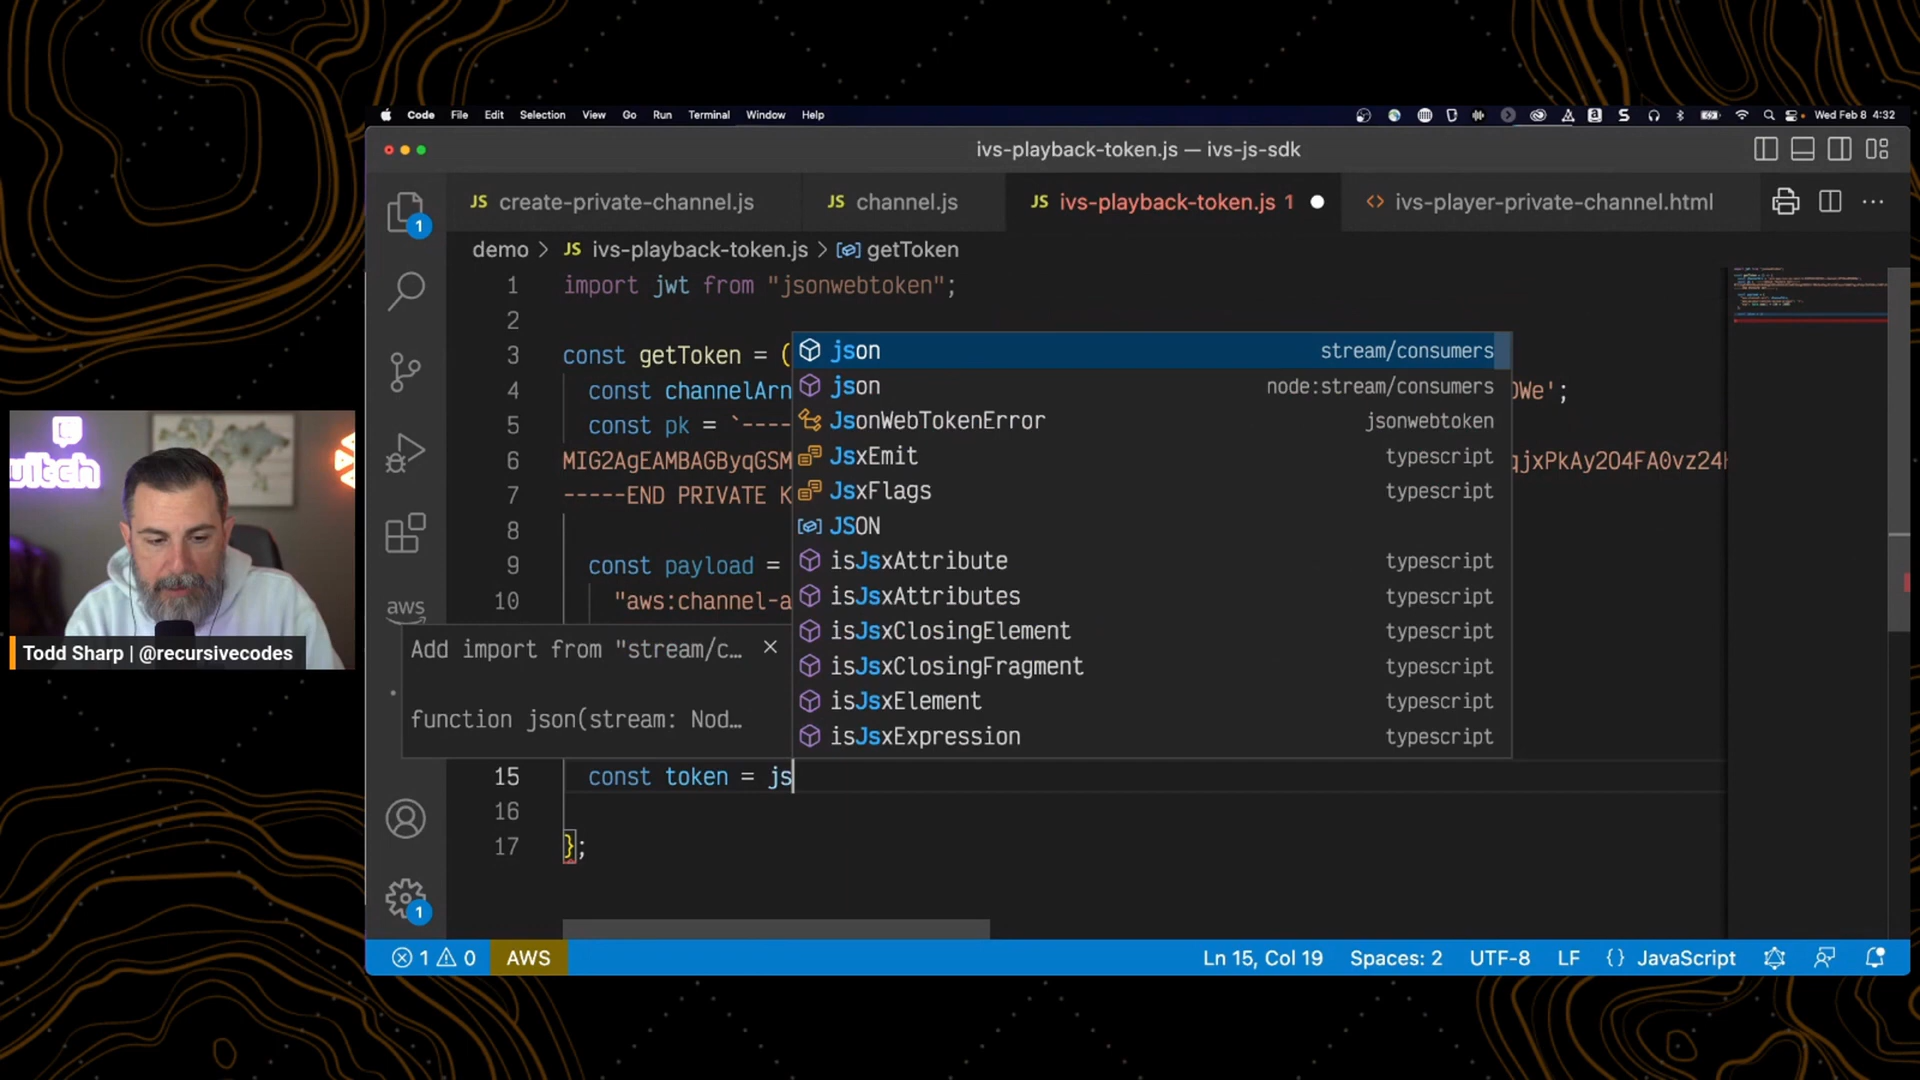 Code File Edit Selection View Go Run Terminal Window Help
Wed Feb 8 4:32
ivs-playback-token.js — ivs-js-sdk
JS create-private-channel.js
JS channel.js
JS ivs-playback-token.js 1
<> ivs-player-private-channel.html
demo > JS ivs-playback-token.js > getToken
1 import jwt from "jsonwebtoken";
2
3 const getToken = (
4 const channelArn
We';
5 const pk = `----
6 MIG2AgEAMBAGByqGSM
qjxPkAy2O4FA0vz24
7 -----END PRIVATE K
8
9 const payload =
10 "aws:channel-a
json stream/consumers
json node:stream/consumers
JsonWebTokenError jsonwebtoken
JsxEmit typescript
JsxFlags typescript
JSON
isJsxAttribute typescript
isJsxAttributes typescript
isJsxClosingElement typescript
isJsxClosingFragment typescript
isJsxElement typescript
isJsxExpression typescript
Add import from "stream/c…
function json(stream: Nod…
15 const token = js
16
17 };
1
aws
1
twitch
Todd Sharp | @recursivecodes
1 0 AWS
Ln 15, Col 19 Spaces: 2 UTF-8 LF {} JavaScript